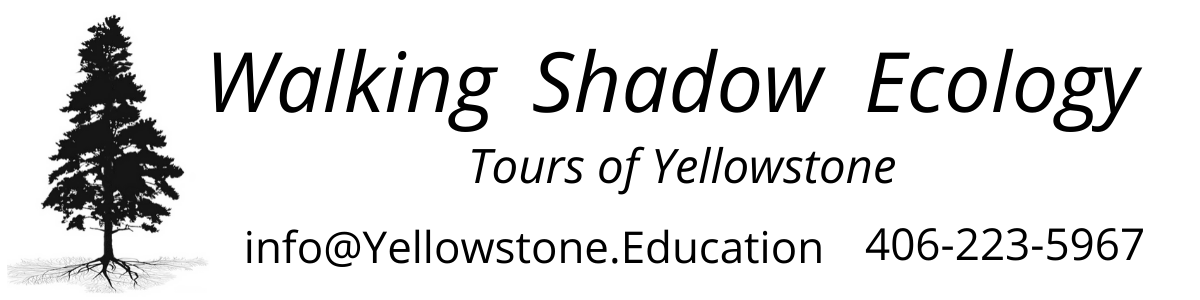 Walking Shadow Ecology
Tours of Yellowstone
info@Yellowstone.Education 406-223-5967